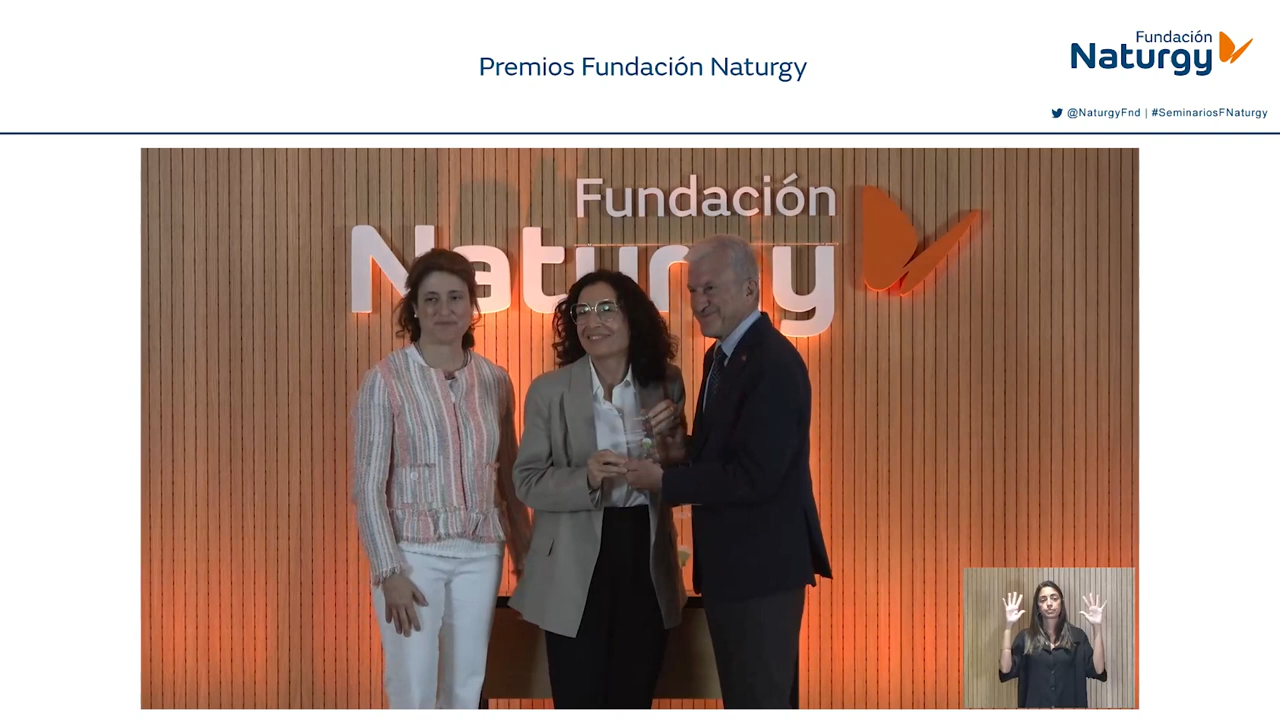 Premios Fundación Naturgy
Fundación
Naturgy
@NaturgyFnd | #SeminariosFNaturgy
Fundación
Naturgy